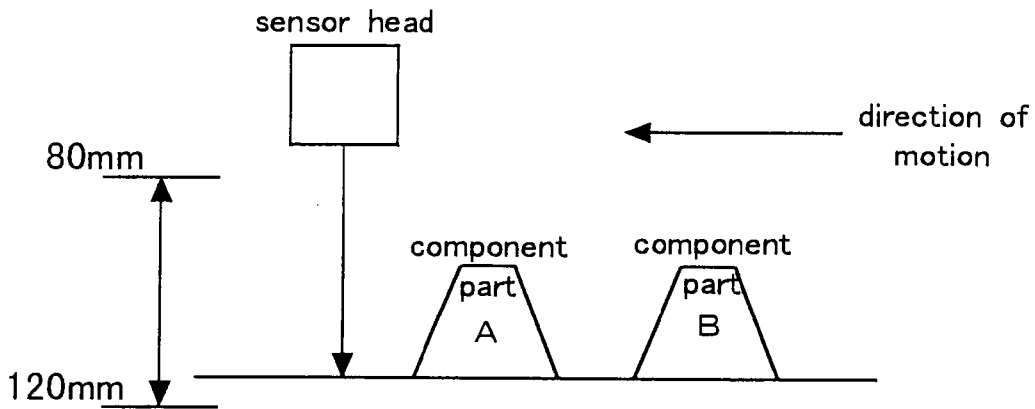 sensor head
direction of
motion
80mm
component
part
A
component
part
B
120mm